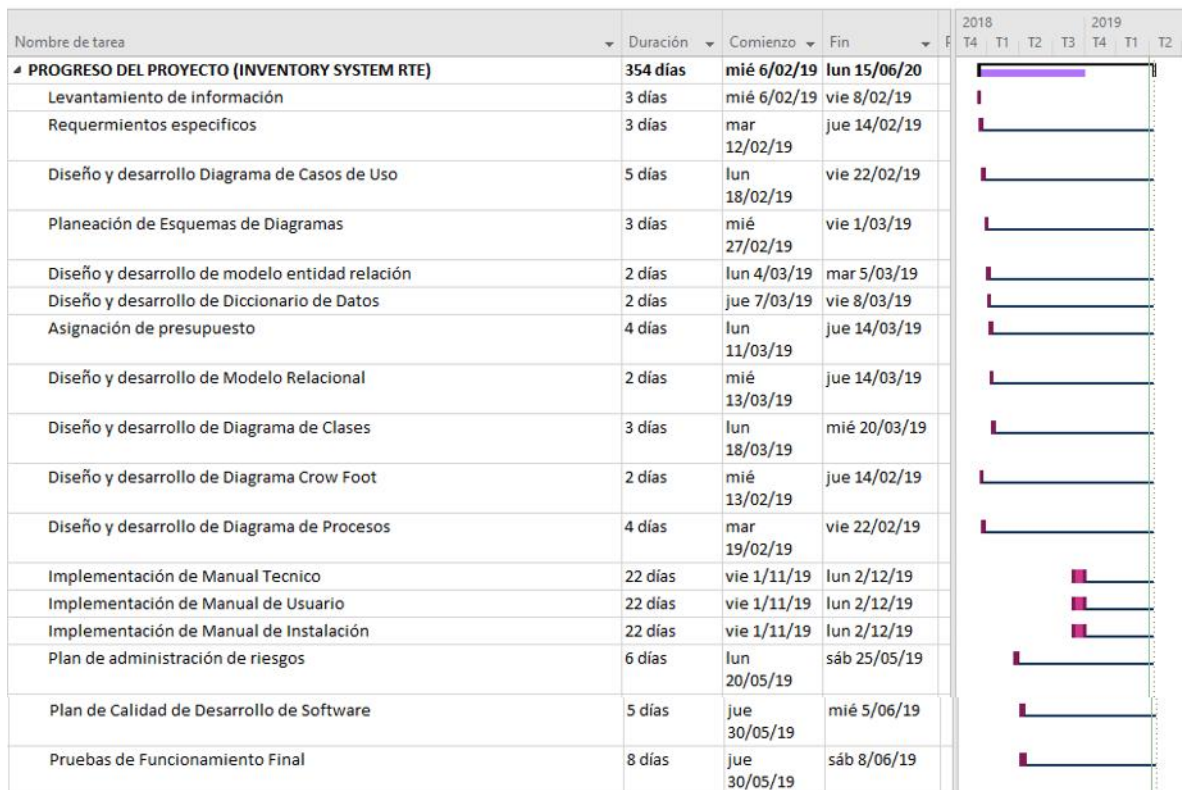 2018 2019
Nombre de tarea Duración Comienzo Fin T4 T1 T2 T3 T4 T1 T2
PROGRESO DEL PROYECTO (INVENTORY SYSTEM RTE) 354 días mié 6/02/19 lun 15/06/20
Levantamiento de información 3 días mié 6/02/19 vie 8/02/19
Requermientos especificos 3 días mar jue 14/02/19
12/02/19
Diseño y desarrollo Diagrama de Casos de Uso 5 días lun vie 22/02/19
18/02/19
Planeación de Esquemas de Diagramas 3 días mié vie 1/03/19
27/02/19
Diseño y desarrollo de modelo entidad relación 2 días lun 4/03/19 mar 5/03/19
Diseño y desarrollo de Diccionario de Datos 2 días jue 7/03/19 vie 8/03/19
Asignación de presupuesto 4 días lun jue 14/03/19
11/03/19
Diseño y desarrollo de Modelo Relacional 2 días mié jue 14/03/19
13/03/19
Diseño y desarrollo de Diagrama de Clases 3 días lun mié 20/03/19
18/03/19
Diseño y desarrollo de Diagrama Crow Foot 2 días mié jue 14/02/19
13/02/19
Diseño y desarrollo de Diagrama de Procesos 4 días mar vie 22/02/19
19/02/19
Implementación de Manual Tecnico 22 días vie 1/11/19 lun 2/12/19
Implementación de Manual de Usuario 22 días vie 1/11/19 lun 2/12/19
Implementación de Manual de Instalación 22 días vie 1/11/19 lun 2/12/19
Plan de administración de riesgos 6 días lun sáb 25/05/19
20/05/19
Plan de Calidad de Desarrollo de Software 5 días jue mié 5/06/19
30/05/19
Pruebas de Funcionamiento Final 8 días jue sáb 8/06/19
30/05/19